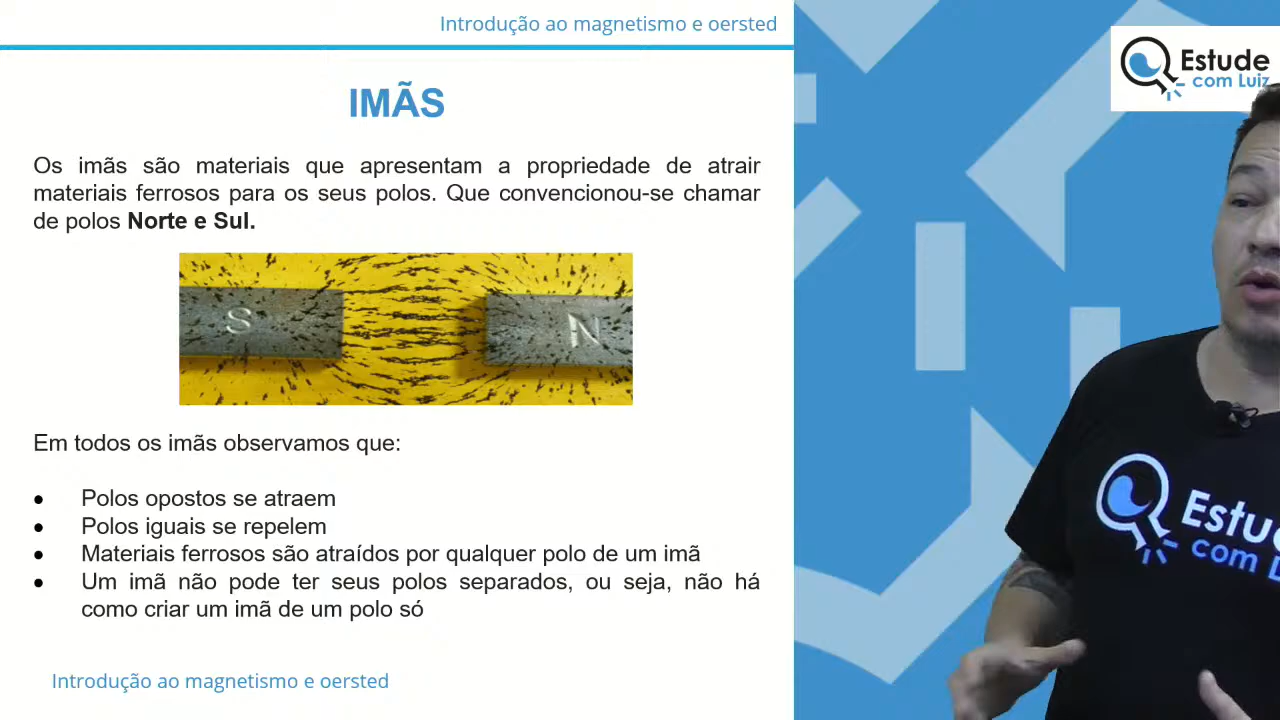 Introdução ao magnetismo e oersted
Estude
com Luiz
IMÃS
Os imãs são materiais que apresentam a propriedade de atrair
materiais ferrosos para os seus polos. Que convencionou-se chamar
de polos Norte e Sul.
S
N
Em todos os imãs observamos que:
● Polos opostos se atraem
● Polos iguais se repelem
● Materiais ferrosos são atraídos por qualquer polo de um imã
● Um imã não pode ter seus polos separados, ou seja, não há
como criar um imã de um polo só
Estud
com L
Introdução ao magnetismo e oersted